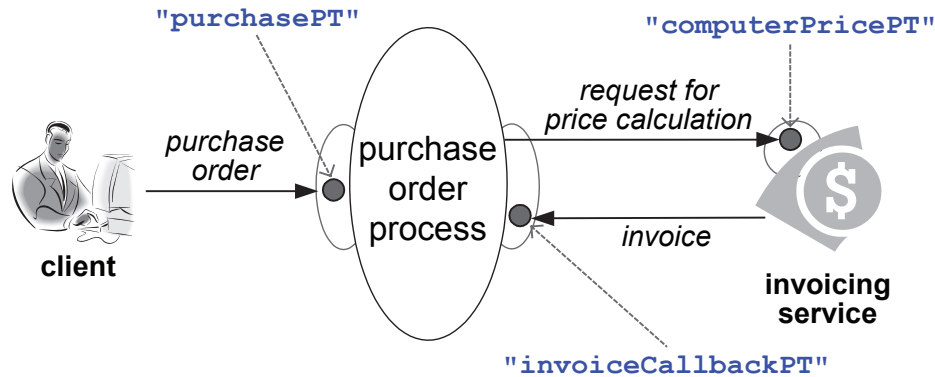 "purchasePT"
"computerPricePT"
request for
price calculation
purchase
order
purchase
order
process
$
invoice
client
invoicing
service
"invoiceCallbackPT"